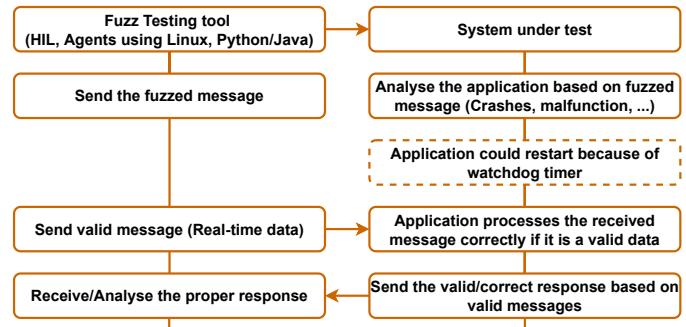 Fuzz Testing tool
(HIL, Agents using Linux, Python/Java)
System under test
Send the fuzzed message
Analyse the application based on fuzzed
message (Crashes, malfunction, ...)
Application could restart because of
watchdog timer
Send valid message (Real-time data)
Application processes the received
message correctly if it is a valid data
Receive/Analyse the proper response
Send the valid/correct response based on
valid messages